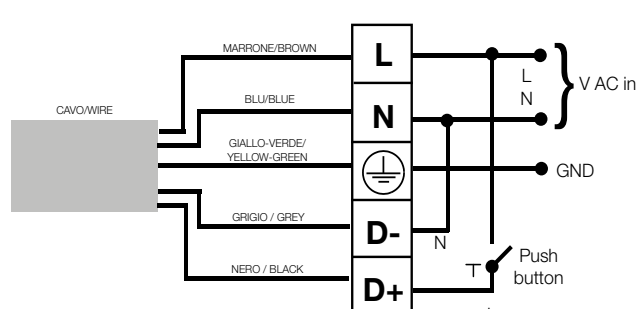 MARRONE/BROWN
L
L
V AC in
BLU/BLUE
N
N
CAVO/WIRE
GIALLO-VERDE/
YELLOW-GREEN
GND
GRIGIO / GREY
D-
N
Push
button
NERO / BLACK
D+